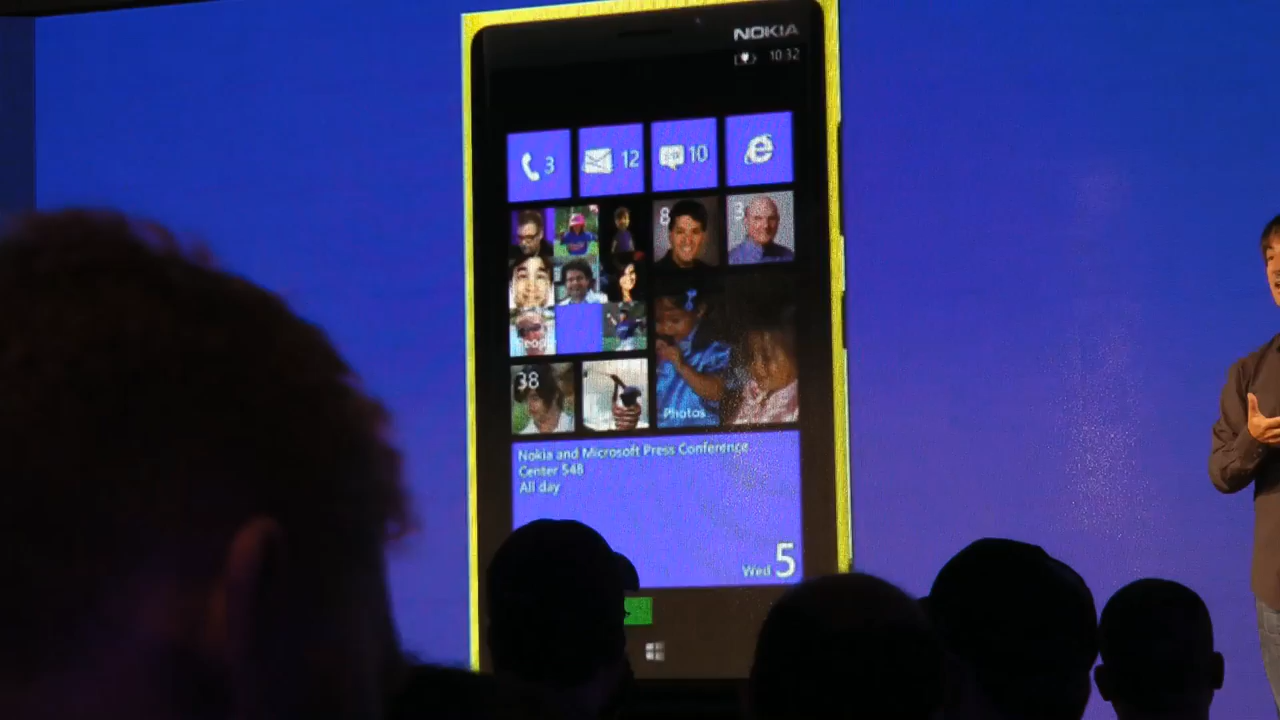 NOKIA
10:32
3
12
10
8
3
People
38
Photos
Nokia and Microsoft Press Conference
Center 548
All day
Wed 5